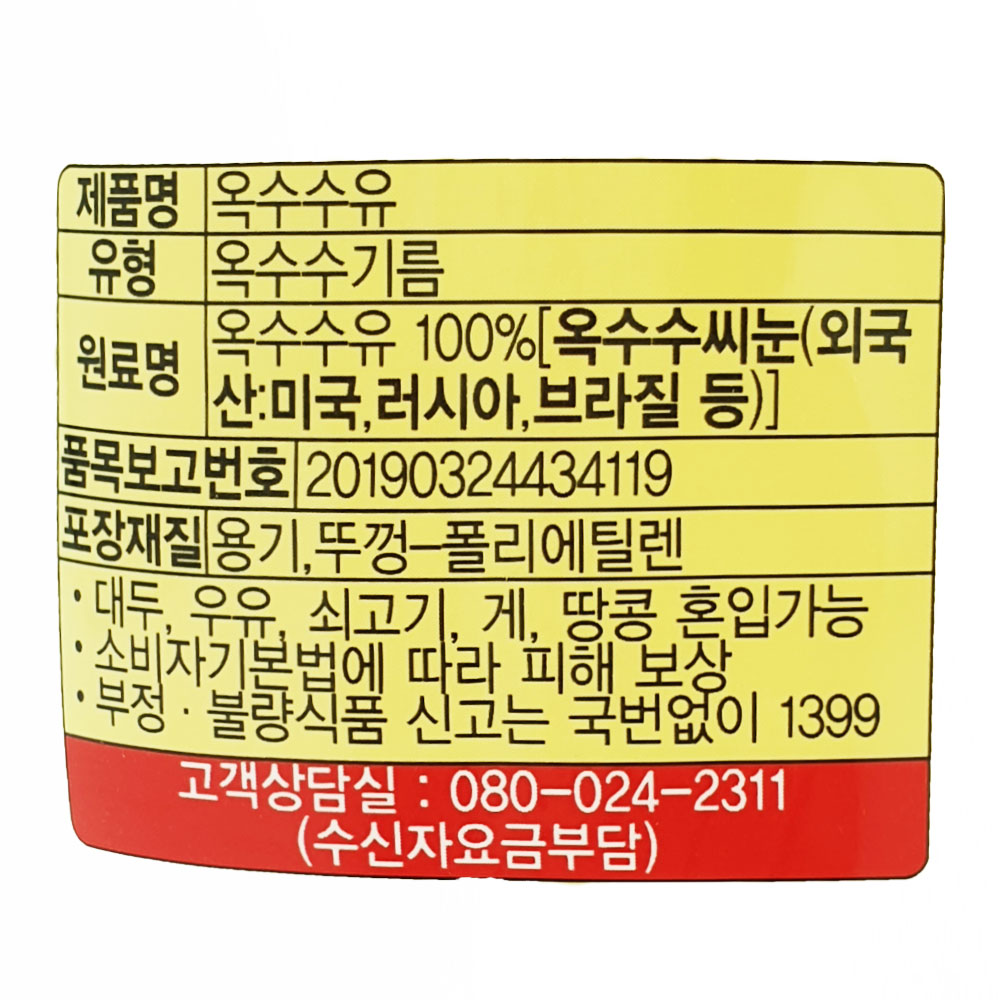 제품명 옥수수유
유형 옥수수기름
원료명 옥수수유 100%[옥수수씨눈(외국
산:미국,러시아,브라질 등)]
품목보고번호 20190324434119
포장재질 용기,뚜껑-폴리에틸렌
• 대두, 우유, 쇠고기, 게, 땅콩 혼입가능
• 소비자기본법에 따라 피해 보상
• 부정·불량식품 신고는 국번없이 1399
고객상담실 : 080-024-2311
(수신자요금부담)